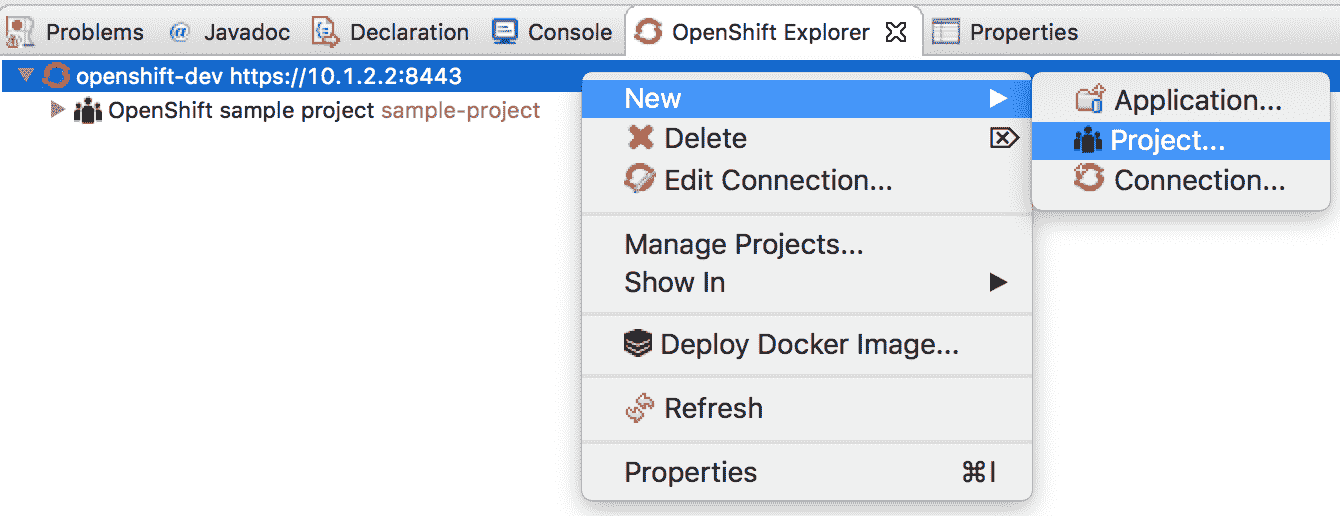 Problems @ Javadoc Declaration Console OpenShift Explorer Properties
openshift-dev https://10.1.2.2:8443
OpenShift sample project sample-project
New
Delete
Edit Connection...
Manage Projects...
Show In
Deploy Docker Image...
Refresh
Properties ⌘I
Application...
Project...
Connection...